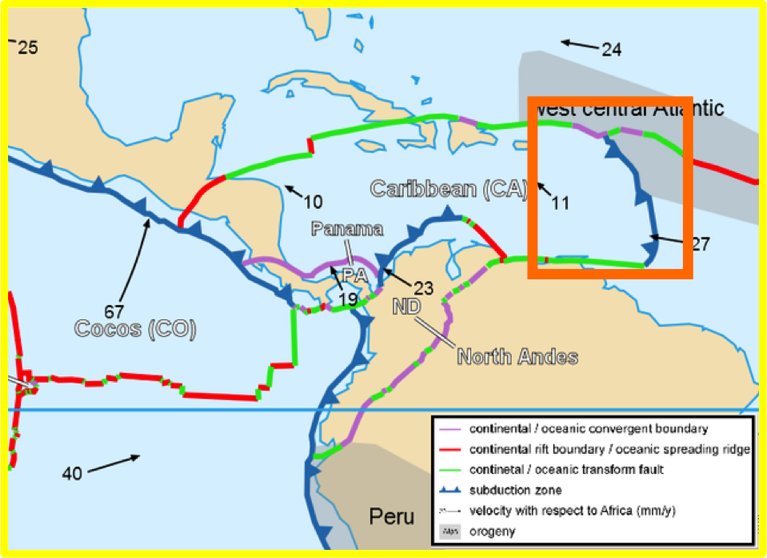 25
24
West central Atlantic
10
Caribbean (CA)
11
Panama
27
PA
23
19
67
ND
Cocos (CO)
North Andes
40
Peru
continental / oceanic convergent boundary
continental rift boundary / oceanic spreading ridge
continetal / oceanic transform fault
subduction zone
velocity with respect to Africa (mm/y)
Alps orogeny